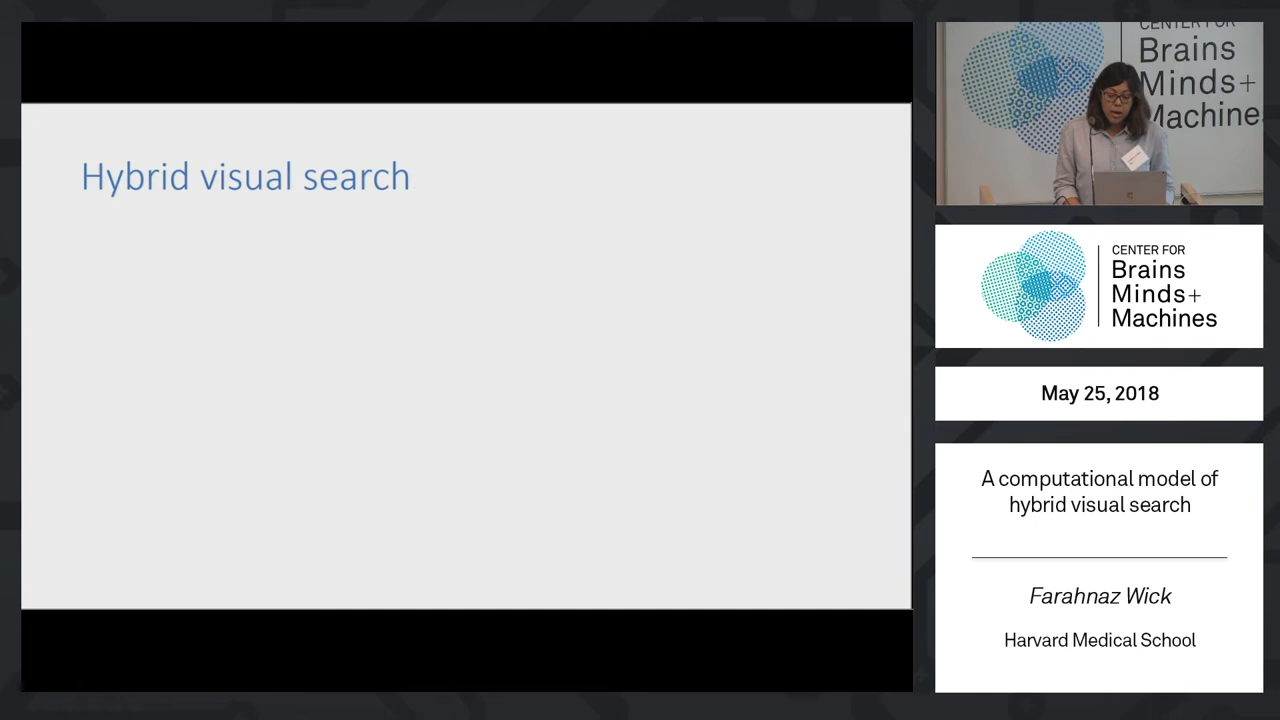 Hybrid visual search
CENTER FOR
Brains
Minds+
Machine
CENTER FOR
Brains
Minds+
Machines
May 25, 2018
A computational model of
hybrid visual search
Farahnaz Wick
Harvard Medical School